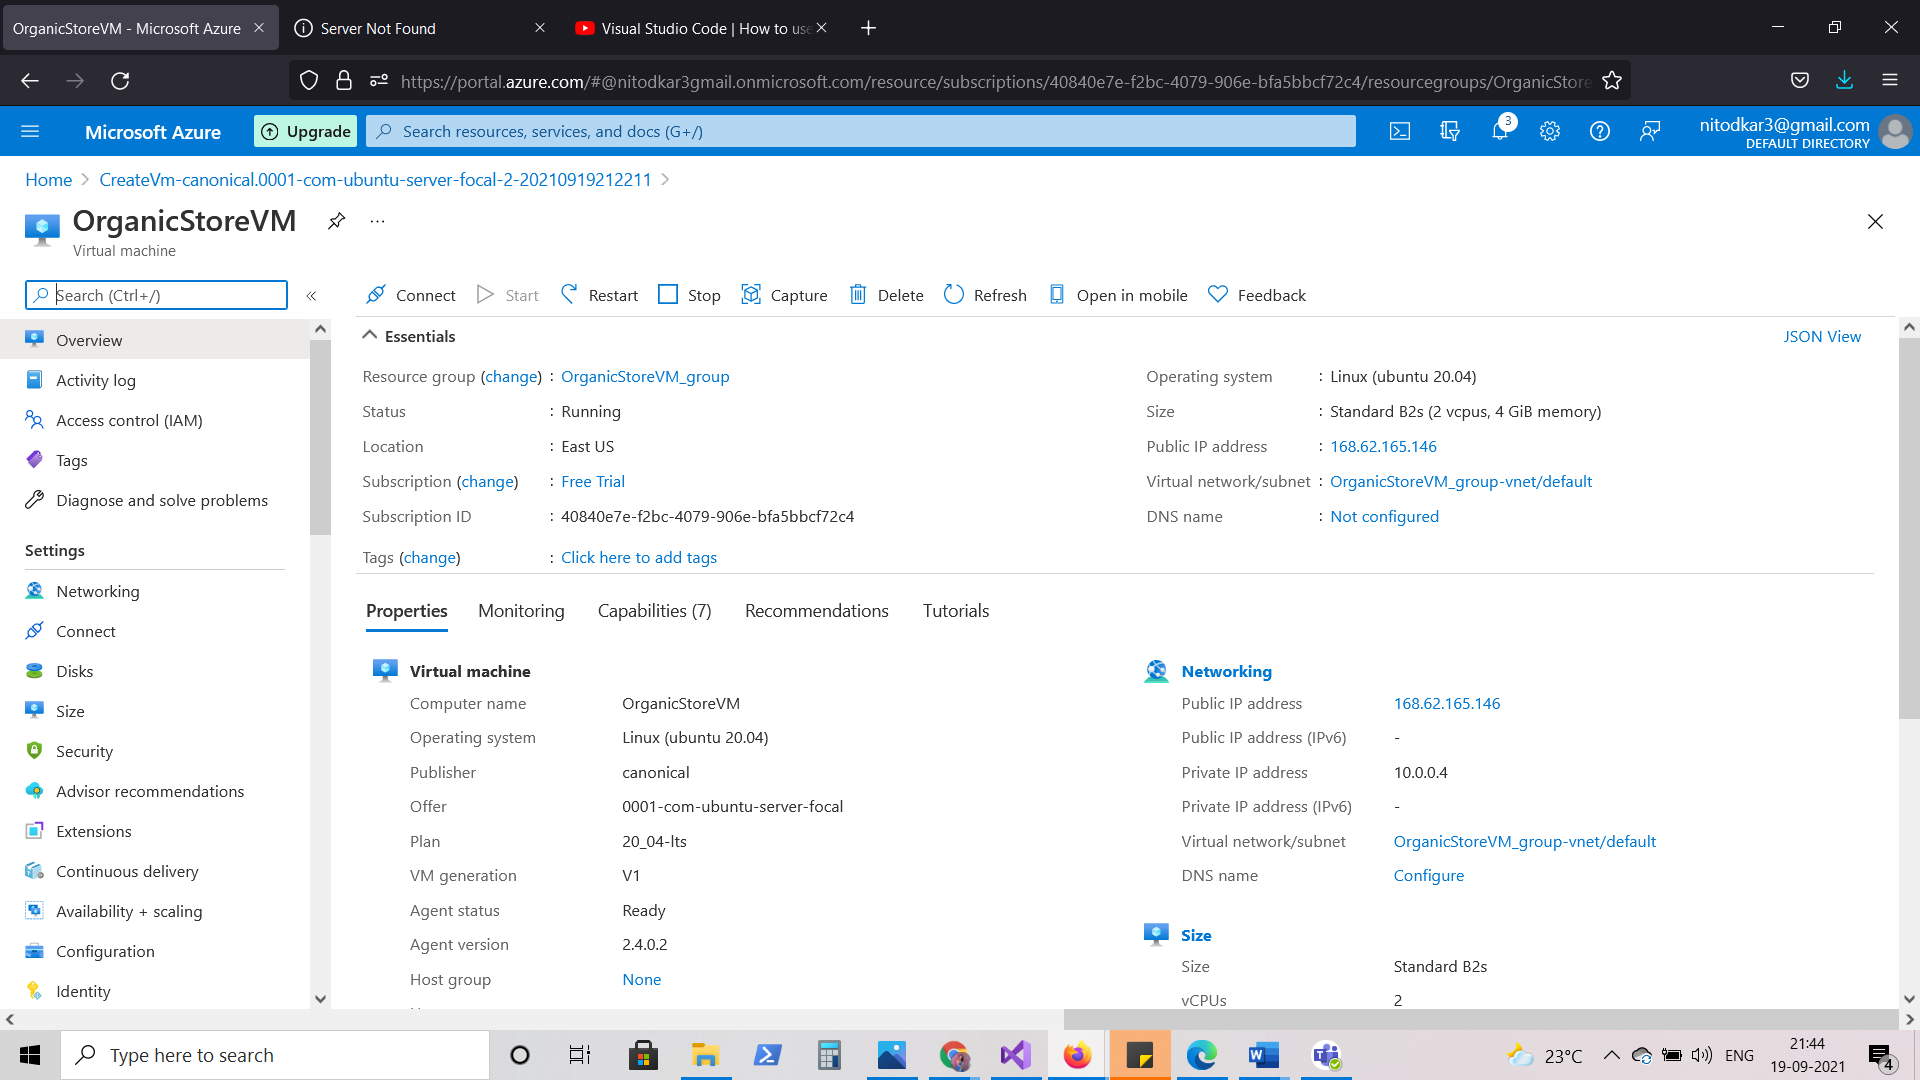 OrganicStoreVM - Microsoft Azure
Server Not Found
Visual Studio Code | How to use
https://portal.azure.com/#@nitodkar3gmail.onmicrosoft.com/resource/subscriptions/40840e7e-f2bc-4079-906e-bfa5bbcf72c4/resourcegroups/OrganicStore
Microsoft Azure
Upgrade
Search resources, services, and docs (G+/)
3
nitodkar3@gmail.com
DEFAULT DIRECTORY
Home > CreateVm-canonical.0001-com-ubuntu-server-focal-2-20210919212211 >
OrganicStoreVM
...
Virtual machine
Search (Ctrl+/)
«
Connect
Start
Restart
Stop
Capture
Delete
Refresh
Open in mobile
Feedback
Overview
Activity log
Access control (IAM)
Tags
Diagnose and solve problems
Settings
Networking
Connect
Disks
Size
Security
Advisor recommendations
Extensions
Continuous delivery
Availability + scaling
Configuration
Identity
Essentials
JSON View
Resource group (change) : OrganicStoreVM_group
Status : Running
Location : East US
Subscription (change) : Free Trial
Subscription ID : 40840e7e-f2bc-4079-906e-bfa5bbcf72c4
Tags (change) : Click here to add tags
Operating system : Linux (ubuntu 20.04)
Size : Standard B2s (2 vcpus, 4 GiB memory)
Public IP address : 168.62.165.146
Virtual network/subnet : OrganicStoreVM_group-vnet/default
DNS name : Not configured
Properties
Monitoring
Capabilities (7)
Recommendations
Tutorials
Virtual machine
Computer name OrganicStoreVM
Operating system Linux (ubuntu 20.04)
Publisher canonical
Offer 0001-com-ubuntu-server-focal
Plan 20_04-lts
VM generation V1
Agent status Ready
Agent version 2.4.0.2
Host group None
Networking
Public IP address 168.62.165.146
Public IP address (IPv6) -
Private IP address 10.0.0.4
Private IP address (IPv6) -
Virtual network/subnet OrganicStoreVM_group-vnet/default
DNS name Configure
Size
Size Standard B2s
vCPUs 2
Type here to search
23°C
ENG
21:44
19-09-2021
4